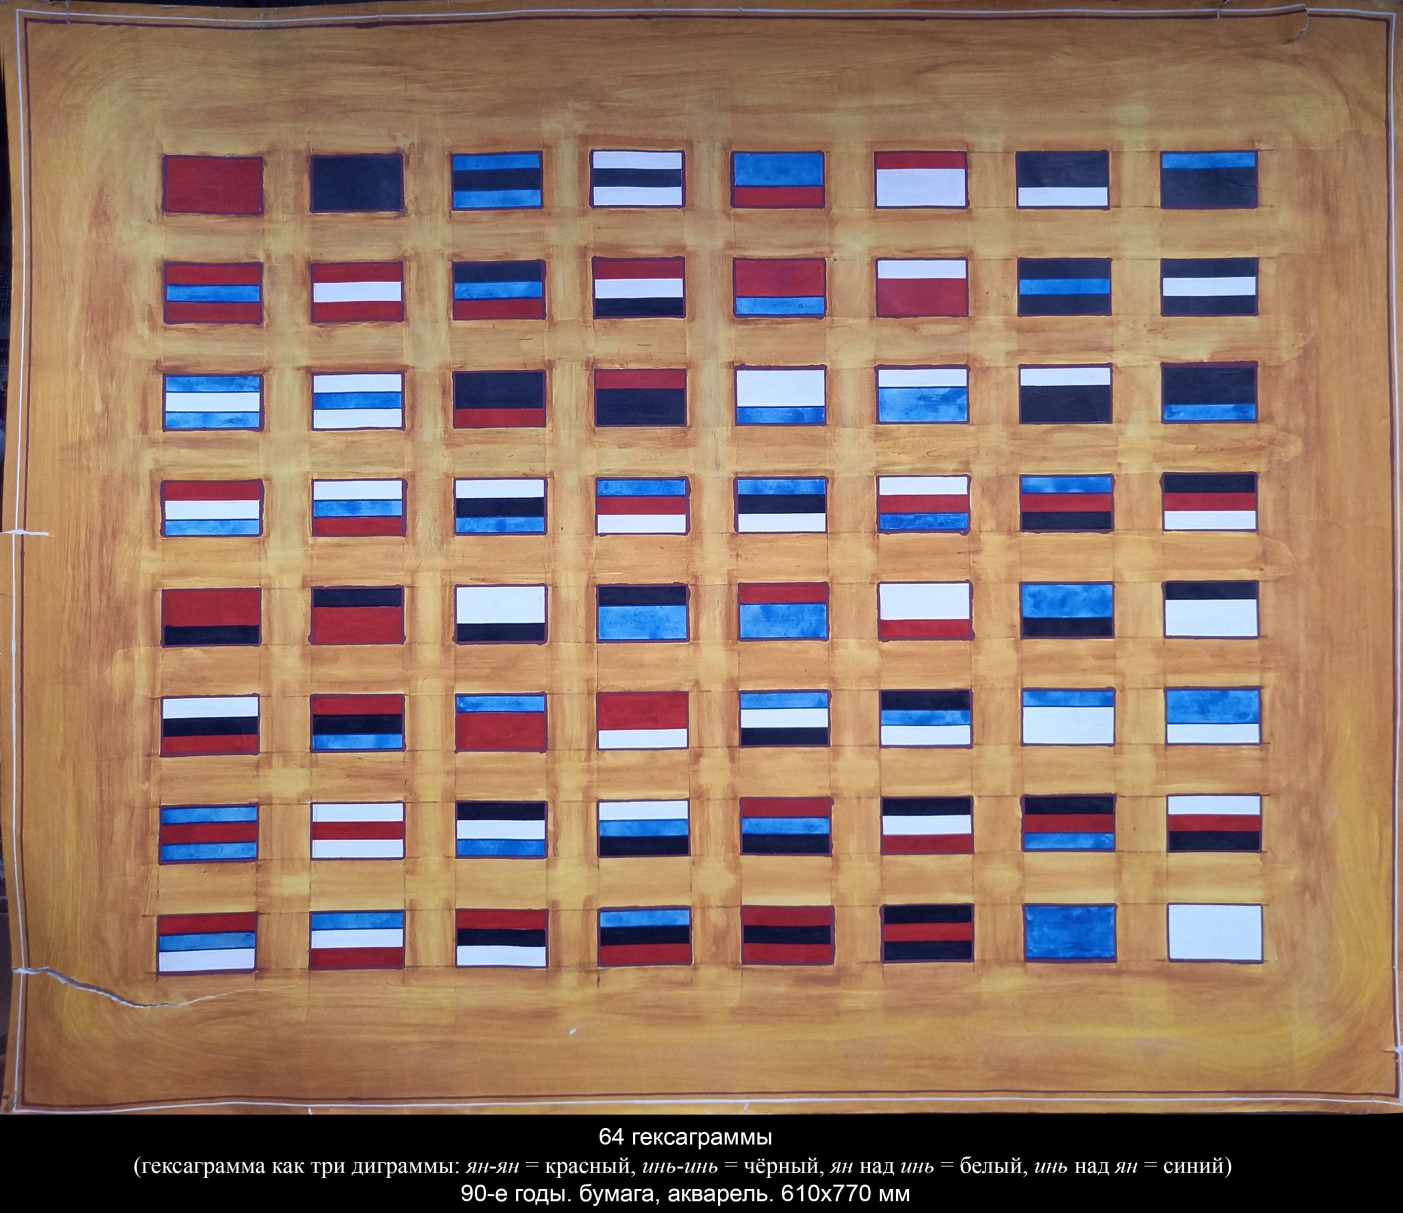 64 гексаграммы
(гексаграмма как три диграммы: ян-ян = красный, инь-инь = чёрный, ян над инь = белый, инь над ян = синий)
90-е годы. бумага, акварель. 610х770 мм